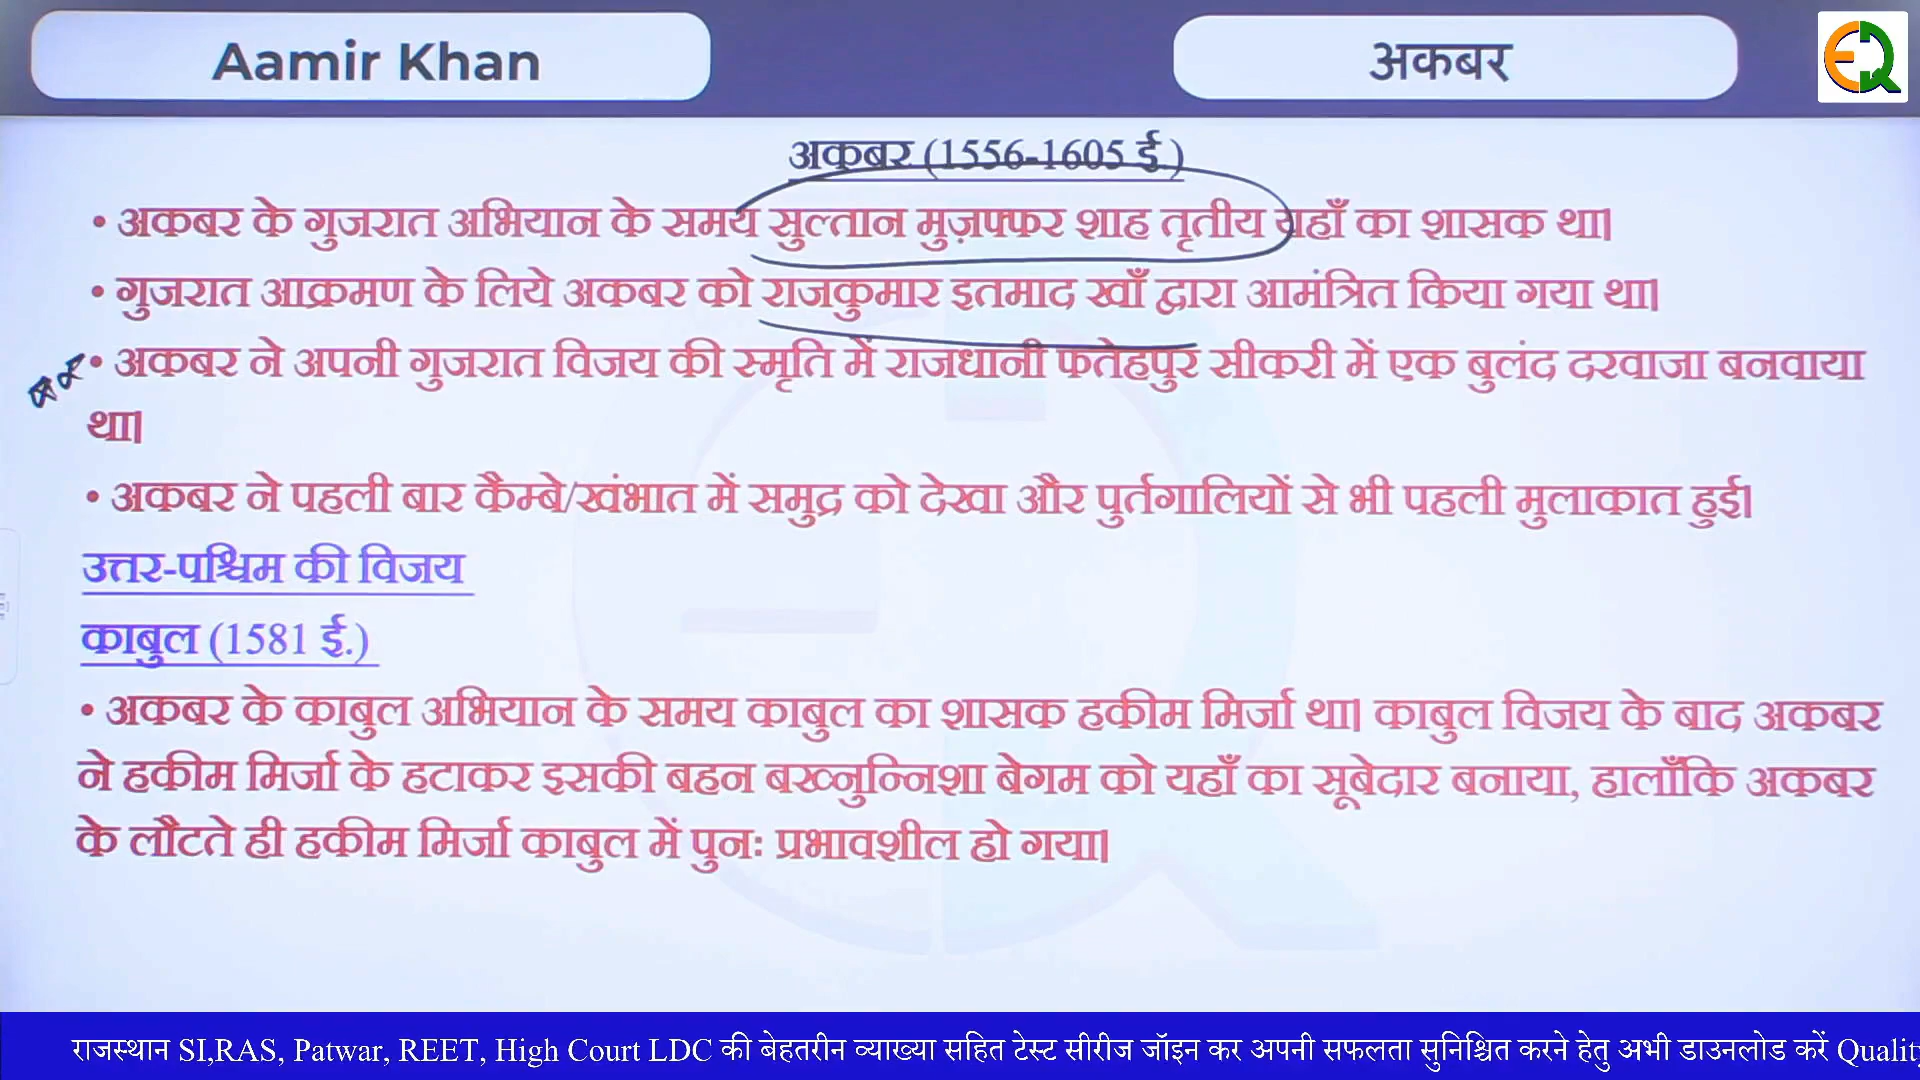 Aamir Khan
अकबर
EQ
अकबर (1556-1605 ई.)
• अकबर के गुजरात अभियान के समय सुल्तान मुज़फ्फर शाह तृतीय यहाँ का शासक था।
• गुजरात आक्रमण के लिये अकबर को राजकुमार इतमाद खाँ द्वारा आमंत्रित किया गया था।
• अकबर ने अपनी गुजरात विजय की स्मृति में राजधानी फतेहपुर सीकरी में एक बुलंद दरवाजा बनवाया
था।
• अकबर ने पहली बार कैम्बे/खंभात में समुद्र को देखा और पुर्तगालियों से भी पहली मुलाकात हुई।
उत्तर-पश्चिम की विजय
काबुल (1581 ई.)
• अकबर के काबुल अभियान के समय काबुल का शासक हकीम मिर्जा था। काबुल विजय के बाद अकबर
ने हकीम मिर्जा के हटाकर इसकी बहन बख्नुन्निशा बेगम को यहाँ का सूबेदार बनाया, हालाँकि अकबर
के लौटते ही हकीम मिर्जा काबुल में पुनः प्रभावशील हो गया।
राजस्थान SI,RAS, Patwar, REET, High Court LDC की बेहतरीन व्याख्या सहित टेस्ट सीरीज जॉइन कर अपनी सफलता सुनिश्चित करने हेतु अभी डाउनलोड करें Quality